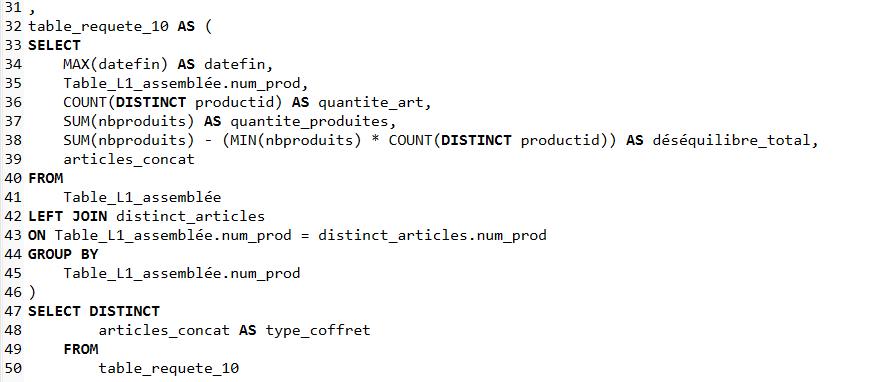 31 ,
32 table_requete_10 AS (
33 SELECT
34     MAX(datefin) AS datefin,
35     Table_L1_assemblée.num_prod,
36     COUNT(DISTINCT productid) AS quantite_art,
37     SUM(nbproduits) AS quantite_produites,
38     SUM(nbproduits) - (MIN(nbproduits) * COUNT(DISTINCT productid)) AS déséquilibre_total,
39     articles_concat
40 FROM
41     Table_L1_assemblée
42 LEFT JOIN distinct_articles
43 ON Table_L1_assemblée.num_prod = distinct_articles.num_prod
44 GROUP BY
45     Table_L1_assemblée.num_prod
46 )
47 SELECT DISTINCT
48         articles_concat AS type_coffret
49     FROM
50         table_requete_10